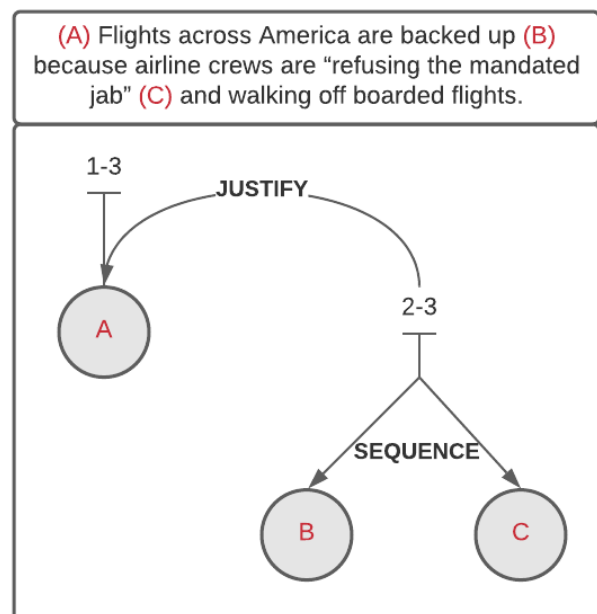 (A) Flights across America are backed up (B)
because airline crews are “refusing the mandated
jab” (C) and walking off boarded flights.
1-3
JUSTIFY
2-3
A
SEQUENCE
B
C